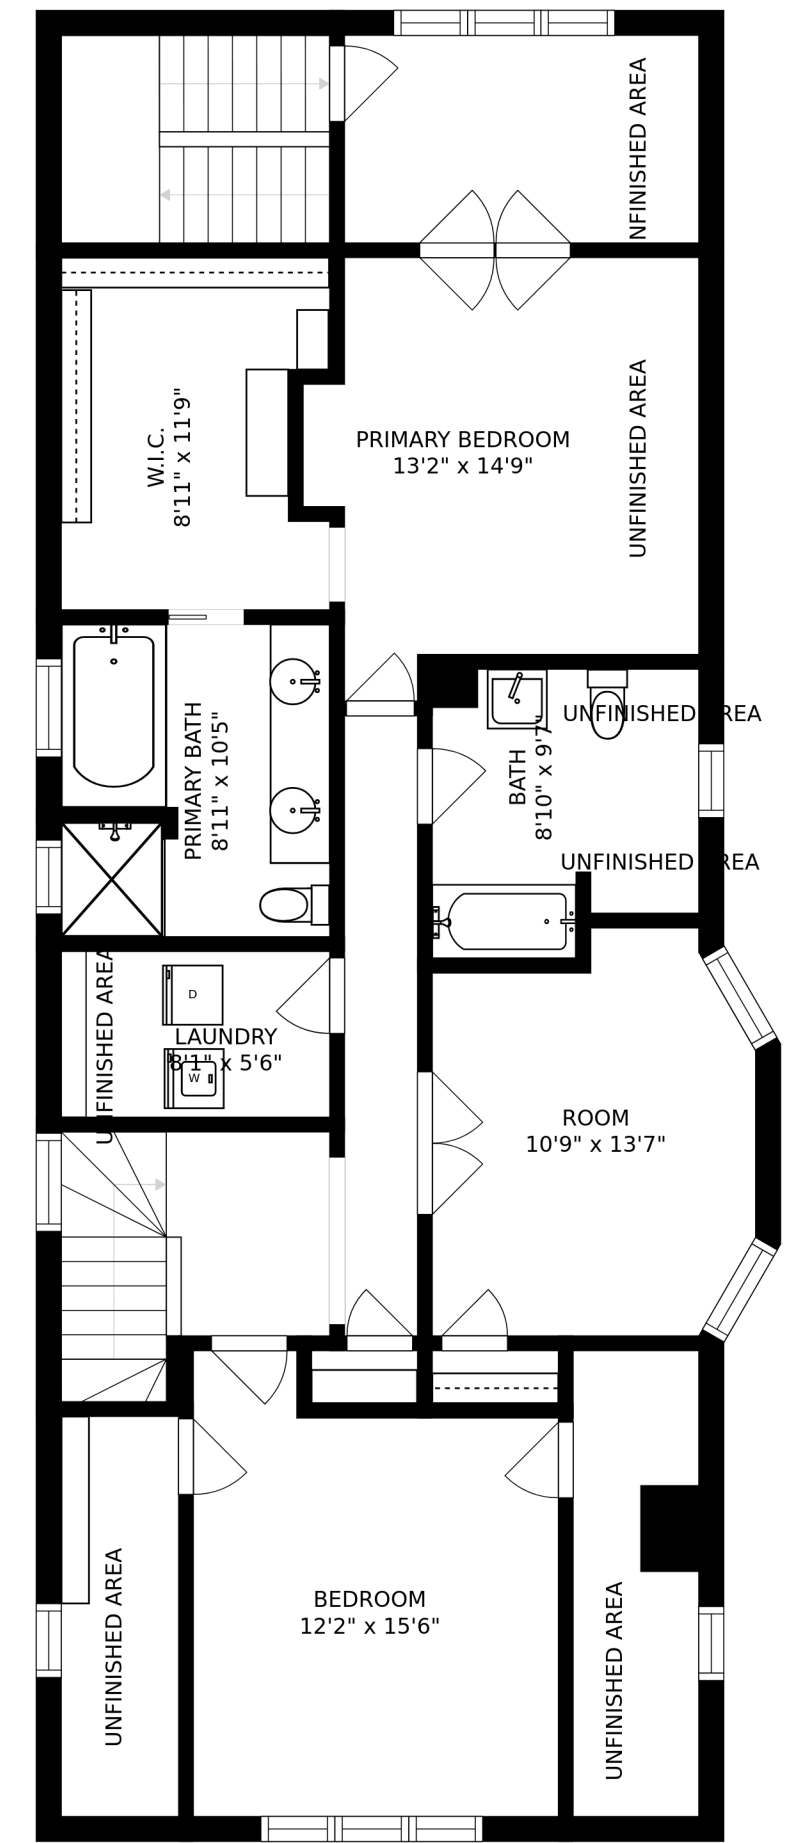 NFINISHED AREA
W.I.C.
8'11" x 11'9"
PRIMARY BEDROOM
13'2" x 14'9"
UNFINISHED AREA
PRIMARY BATH
8'11" x 10'5"
BATH
8'10" x 9'7"
UNFINISHED AREA
UNFINISHED AREA
UNFINISHED AREA
D
LAUNDRY
8'1" x 5'6"
W
ROOM
10'9" x 13'7"
BEDROOM
12'2" x 15'6"
UNFINISHED AREA
UNFINISHED AREA